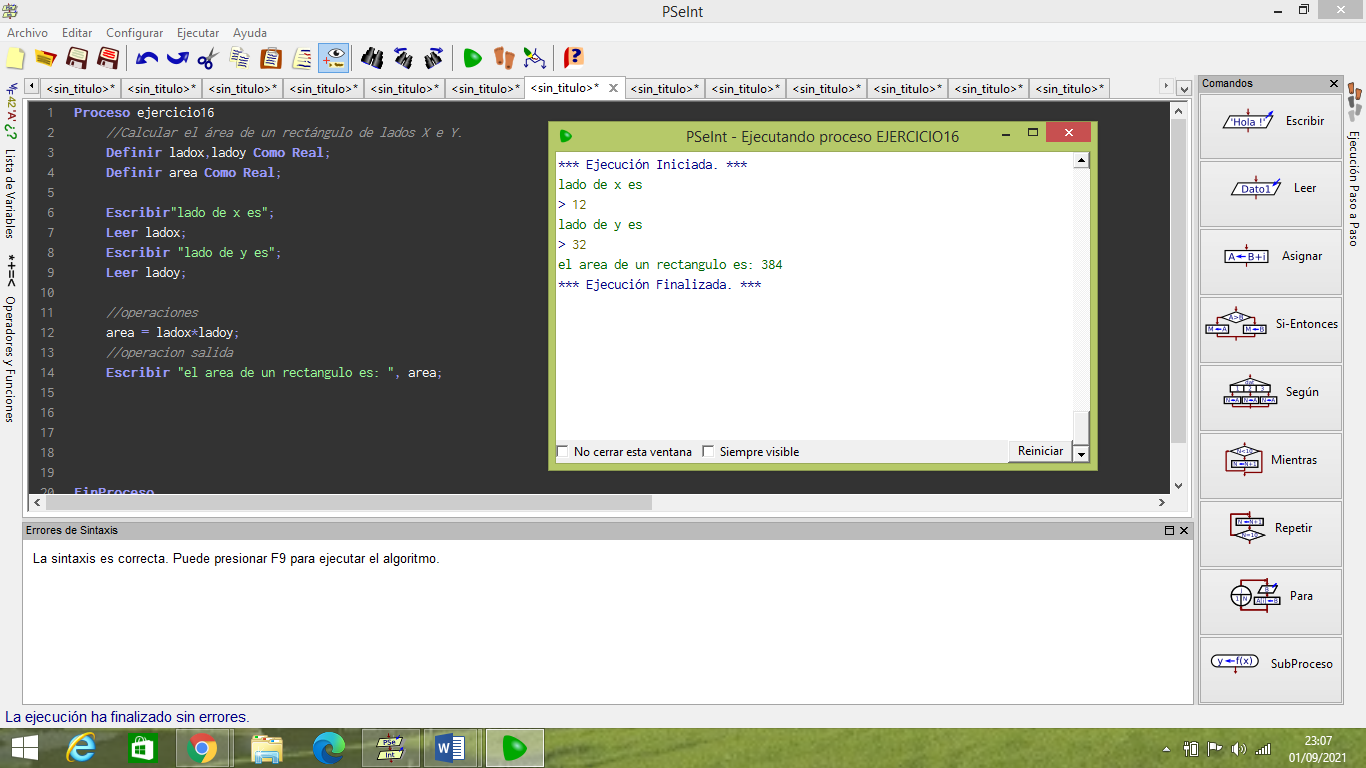 PSeInt
Archivo Editar Configurar Ejecutar Ayuda
<sin_titulo>* <sin_titulo>* <sin_titulo>* <sin_titulo>* <sin_titulo>* <sin_titulo>* <sin_titulo>* <sin_titulo>* <sin_titulo>* <sin_titulo>* <sin_titulo>* <sin_titulo>* <sin_titulo>*
Lista de Variables
*+=< Operadores y Funciones
1 Proceso ejercicio16
2 //Calcular el área de un rectángulo de lados X e Y.
3 Definir ladox,ladoy Como Real;
4 Definir area Como Real;
5
6 Escribir"lado de x es";
7 Leer ladox;
8 Escribir "lado de y es";
9 Leer ladoy;
10
11 //operaciones
12 area = ladox*ladoy;
13 //operacion salida
14 Escribir "el area de un rectangulo es: ", area;
15
16
17
18
19
20 FinProceso
PSeInt - Ejecutando proceso EJERCICIO16
*** Ejecución Iniciada. ***
lado de x es
> 12
lado de y es
> 32
el area de un rectangulo es: 384
*** Ejecución Finalizada. ***
No cerrar esta ventana Siempre visible Reiniciar
Comandos
'Hola !' Escribir
Dato1 Leer
A←B+i Asignar
A>B M←A M←B Si-Entonces
Según
Mientras
Repetir
Para
y←f(x) SubProceso
Ejecución Paso a Paso
Errores de Sintaxis
La sintaxis es correcta. Puede presionar F9 para ejecutar el algoritmo.
La ejecución ha finalizado sin errores.
PSe
Int
23:07
01/09/2021